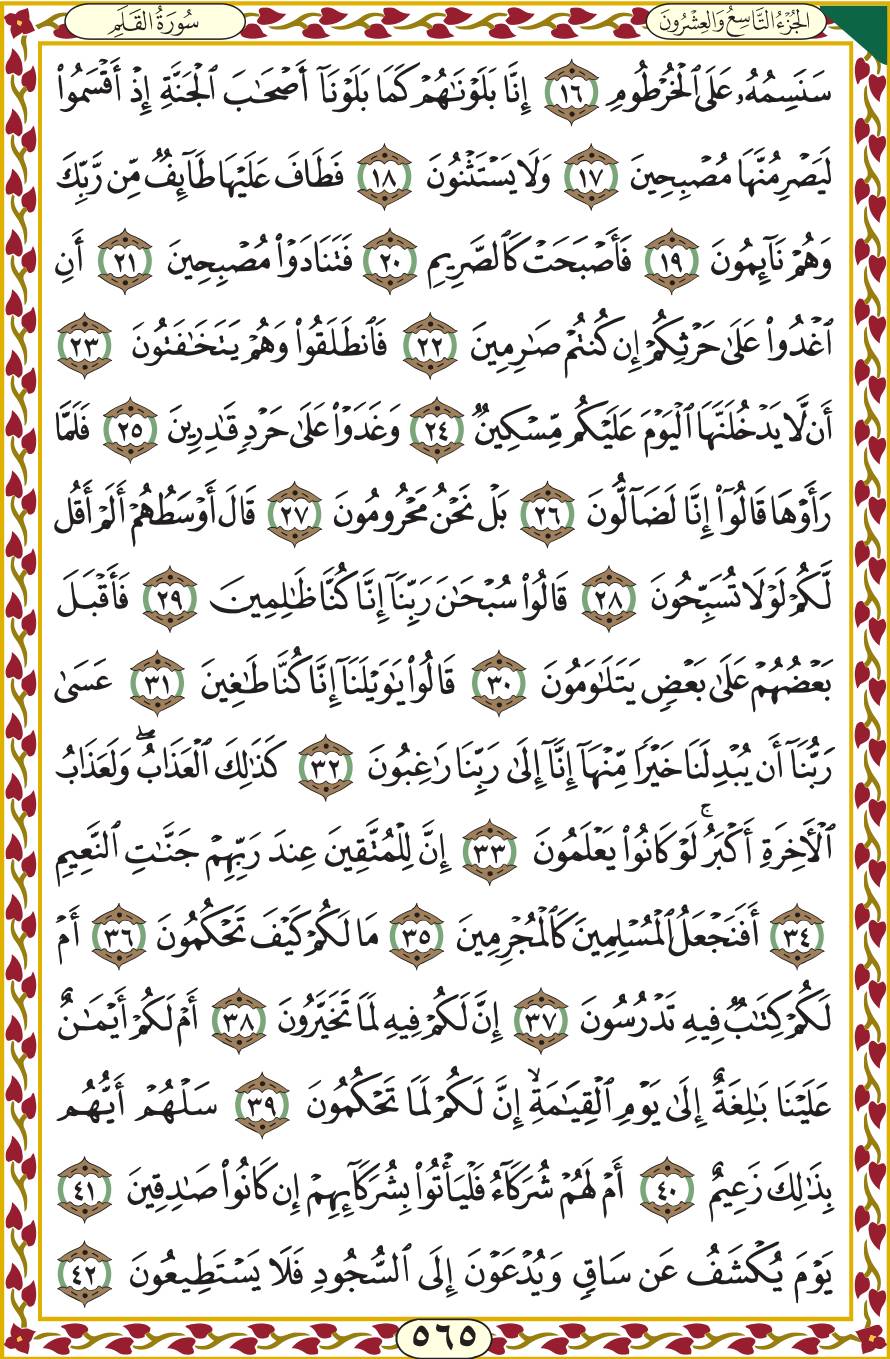 الجُزْءُ التَّاسِعُ وَالعِشْرُونَ
سُورَةُ القَلَمِ
سَنَسِمُهُۥ عَلَى ٱلْخُرْطُومِ ١٦ إِنَّا بَلَوْنَٰهُمْ كَمَا بَلَوْنَآ أَصْحَٰبَ ٱلْجَنَّةِ إِذْ أَقْسَمُوا۟
لَيَصْرِمُنَّهَا مُصْبِحِينَ ١٧ وَلَا يَسْتَثْنُونَ ١٨ فَطَافَ عَلَيْهَا طَآئِفٌ مِّن رَّبِّكَ
وَهُمْ نَآئِمُونَ ١٩ فَأَصْبَحَتْ كَٱلصَّرِيمِ ٢٠ فَتَنَادَوْا۟ مُصْبِحِينَ ٢١ أَنِ
ٱغْدُوا۟ عَلَىٰ حَرْثِكُمْ إِن كُنتُمْ صَٰرِمِينَ ٢٢ فَٱنطَلَقُوا۟ وَهُمْ يَتَخَٰفَتُونَ ٢٣
أَن لَّا يَدْخُلَنَّهَا ٱلْيَوْمَ عَلَيْكُم مِّسْكِينٌ ٢٤ وَغَدَوْا۟ عَلَىٰ حَرْدٍ قَٰدِرِينَ ٢٥ فَلَمَّا
رَأَوْهَا قَالُوٓا۟ إِنَّا لَضَآلُّونَ ٢٦ بَلْ نَحْنُ مَحْرُومُونَ ٢٧ قَالَ أَوْسَطُهُمْ أَلَمْ أَقُل
لَّكُمْ لَوْلَا تُسَبِّحُونَ ٢٨ قَالُوا۟ سُبْحَٰنَ رَبِّنَآ إِنَّا كُنَّا ظَٰلِمِينَ ٢٩ فَأَقْبَلَ
بَعْضُهُمْ عَلَىٰ بَعْضٍ يَتَلَٰوَمُونَ ٣٠ قَالُوا۟ يَٰوَيْلَنَآ إِنَّا كُنَّا طَٰغِينَ ٣١ عَسَىٰ
رَبُّنَآ أَن يُبْدِلَنَا خَيْرًا مِّنْهَآ إِنَّآ إِلَىٰ رَبِّنَا رَٰغِبُونَ ٣٢ كَذَٰلِكَ ٱلْعَذَابُ ۖ وَلَعَذَابُ
ٱلْـَٔاخِرَةِ أَكْبَرُ ۚ لَوْ كَانُوا۟ يَعْلَمُونَ ٣٣ إِنَّ لِلْمُتَّقِينَ عِندَ رَبِّهِمْ جَنَّٰتِ ٱلنَّعِيمِ
٣٤ أَفَنَجْعَلُ ٱلْمُسْلِمِينَ كَٱلْمُجْرِمِينَ ٣٥ مَا لَكُمْ كَيْفَ تَحْكُمُونَ ٣٦ أَمْ
لَكُمْ كِتَٰبٌ فِيهِ تَدْرُسُونَ ٣٧ إِنَّ لَكُمْ فِيهِ لَمَا تَخَيَّرُونَ ٣٨ أَمْ لَكُمْ أَيْمَٰنٌ
عَلَيْنَا بَٰلِغَةٌ إِلَىٰ يَوْمِ ٱلْقِيَٰمَةِ ۙ إِنَّ لَكُمْ لَمَا تَحْكُمُونَ ٣٩ سَلْهُمْ أَيُّهُم
بِذَٰلِكَ زَعِيمٌ ٤٠ أَمْ لَهُمْ شُرَكَآءُ فَلْيَأْتُوا۟ بِشُرَكَآئِهِمْ إِن كَانُوا۟ صَٰدِقِينَ ٤١
يَوْمَ يُكْشَفُ عَن سَاقٍ وَيُدْعَوْنَ إِلَى ٱلسُّجُودِ فَلَا يَسْتَطِيعُونَ ٤٢
٥٦٥